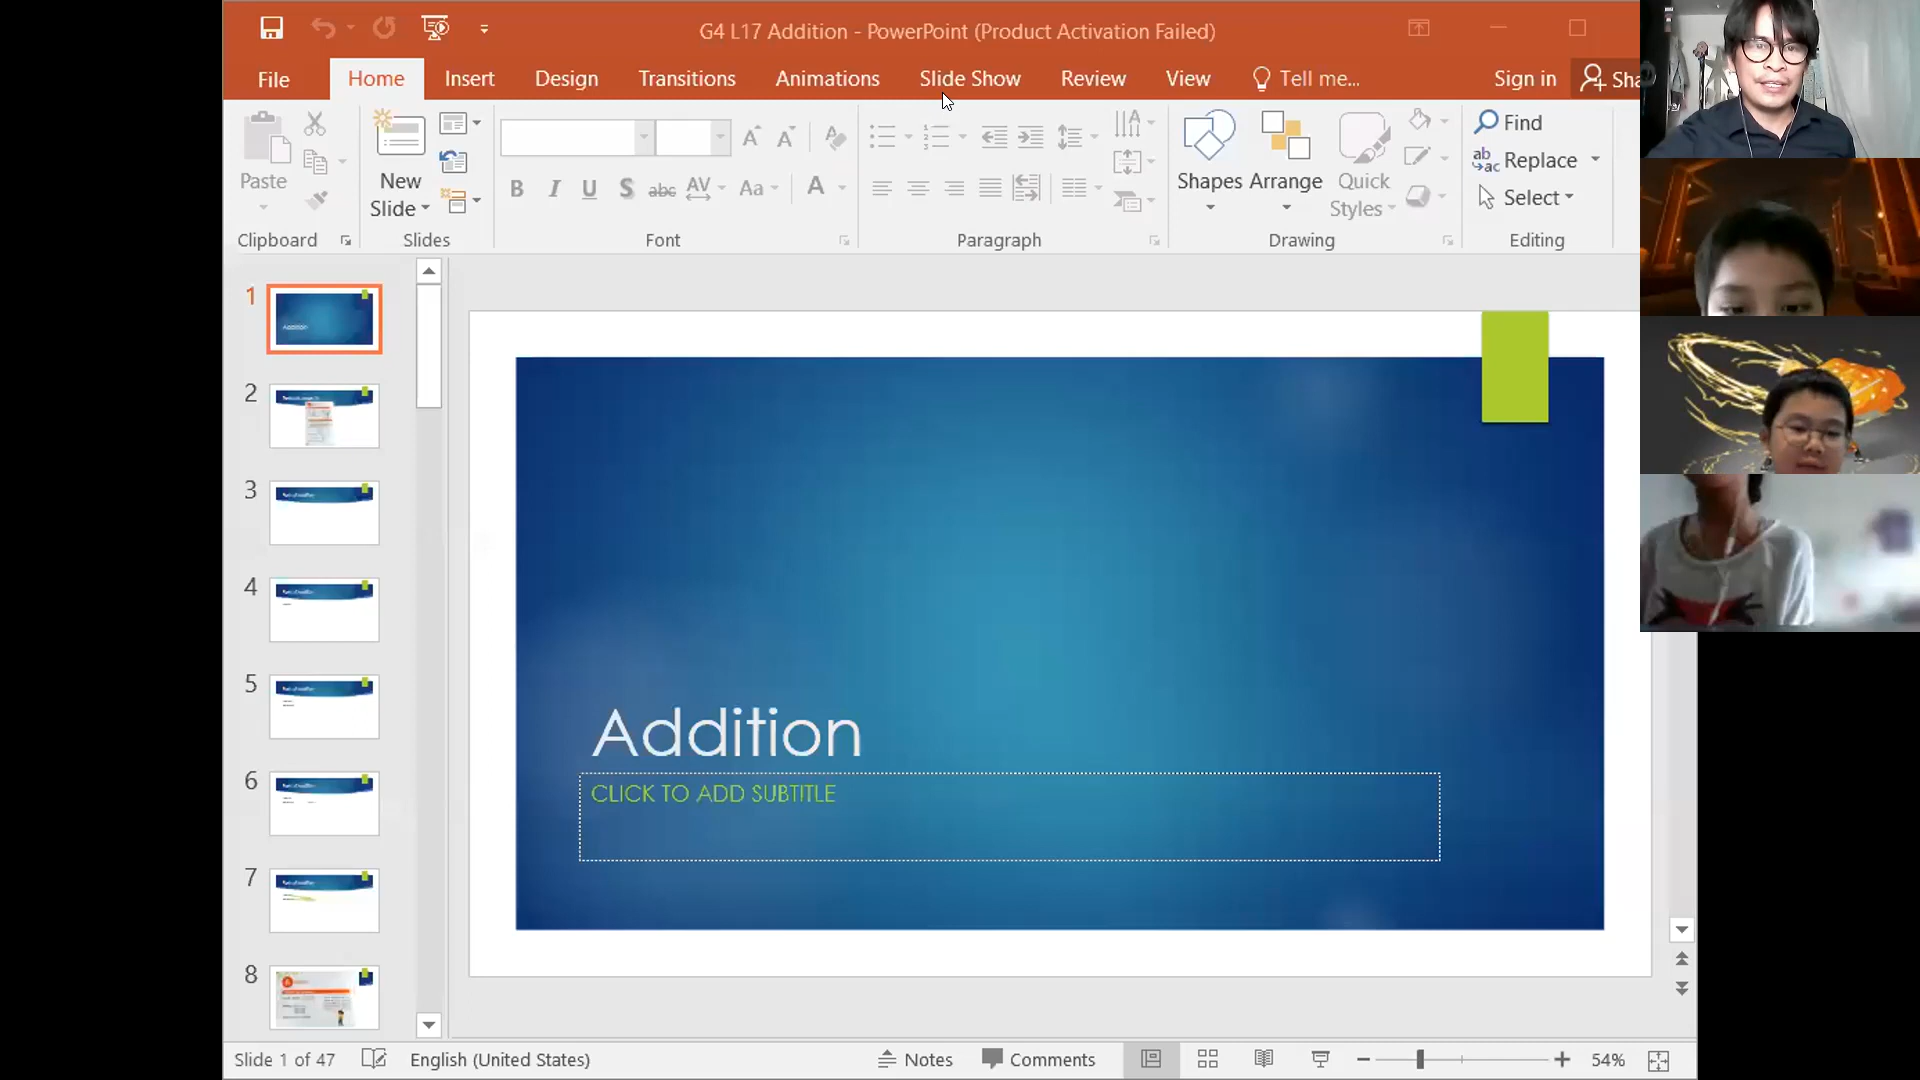 G4 L17 Addition - PowerPoint (Product Activation Failed)
File Home Insert Design Transitions Animations Slide Show Review View Tell me... Sign in Sha
Paste
New Slide
Shapes Arrange Quick Styles
Find
Replace
Select
Clipboard Slides Font Paragraph Drawing Editing
1
Addition
2
3
4
5
6
7
8
Addition
CLICK TO ADD SUBTITLE
Slide 1 of 47 English (United States) Notes Comments 54%